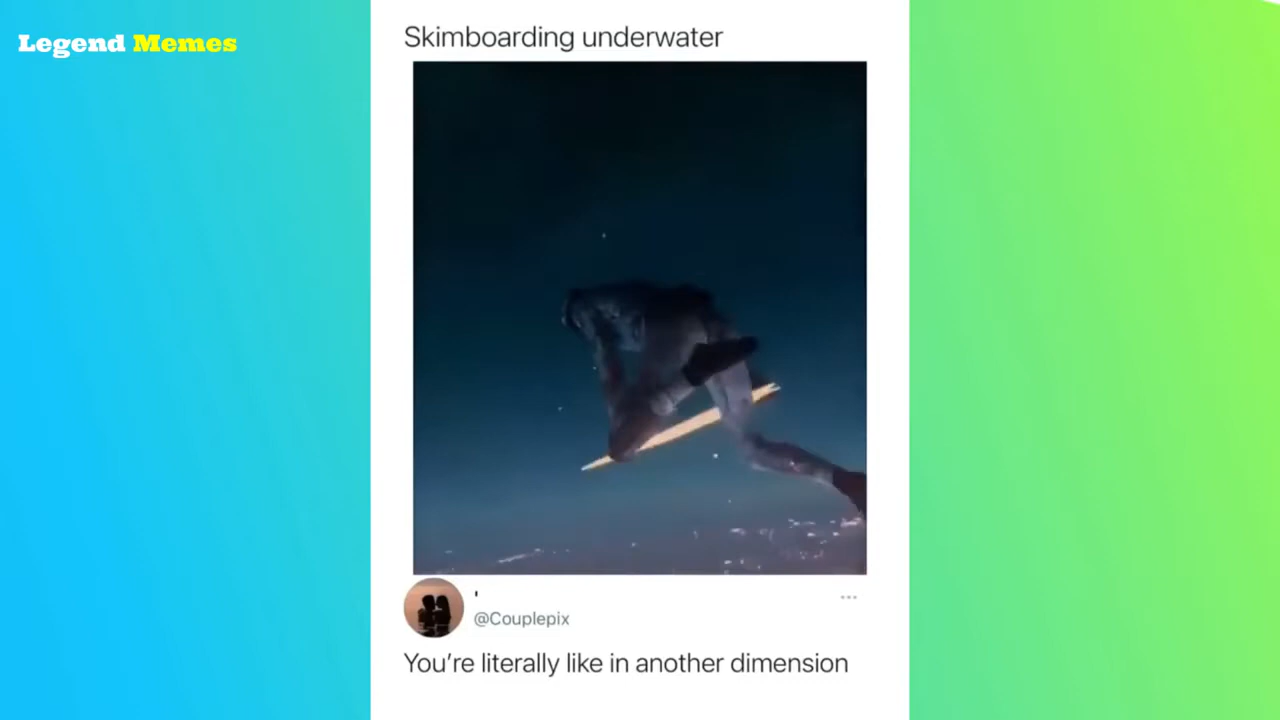 Legend Memes
Skimboarding underwater
'
@Couplepix
You're literally like in another dimension